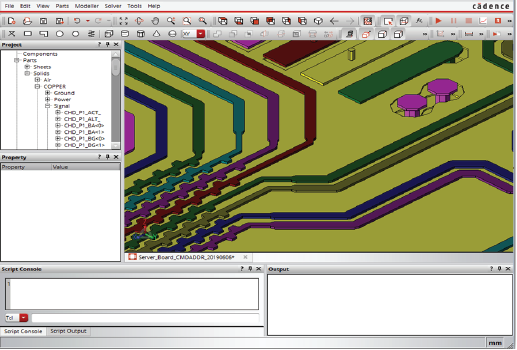 File Edit View Parts Modeller Solver Tools Help
cādence
XY
Project
Components
Parts
Sheets
Solids
Air
COPPER
Ground
Power
Signal
CHD_P1_ACT_
CHD_P1_ALT_
CHD_P1_BA<0>
CHD_P1_BA<1>
CHD_P1_BG<0>
CHD_P1_BG<1>
Property
Property Value
Server_Board_CMDADDR_20190606*
Script Console
1
Tcl
Script Console Script Output
Output
mm